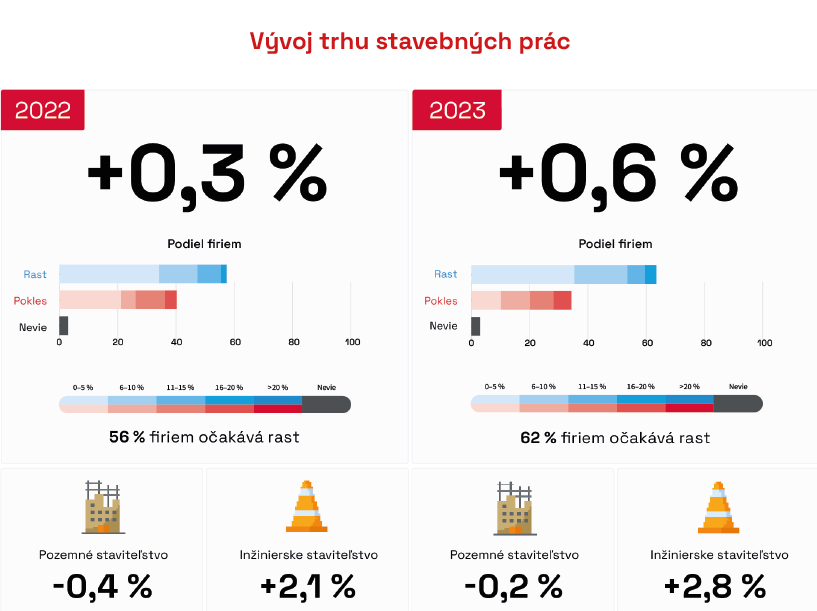 Vývoj trhu stavebných prác
2022
+0,3 %
Podiel firiem
Rast
Pokles
Nevie
0 20 40 60 80 100
0–5 % 6–10 % 11–15 % 16–20 % >20 % Nevie
56 % firiem očakává rast
Pozemné staviteľstvo
-0,4 %
Inžinierske staviteľstvo
+2,1 %
2023
+0,6 %
Podiel firiem
Rast
Pokles
Nevie
0 20 40 60 80 100
0–5 % 6–10 % 11–15 % 16–20 % >20 % Nevie
62 % firiem očakává rast
Pozemné staviteľstvo
-0,2 %
Inžinierske staviteľstvo
+2,8 %